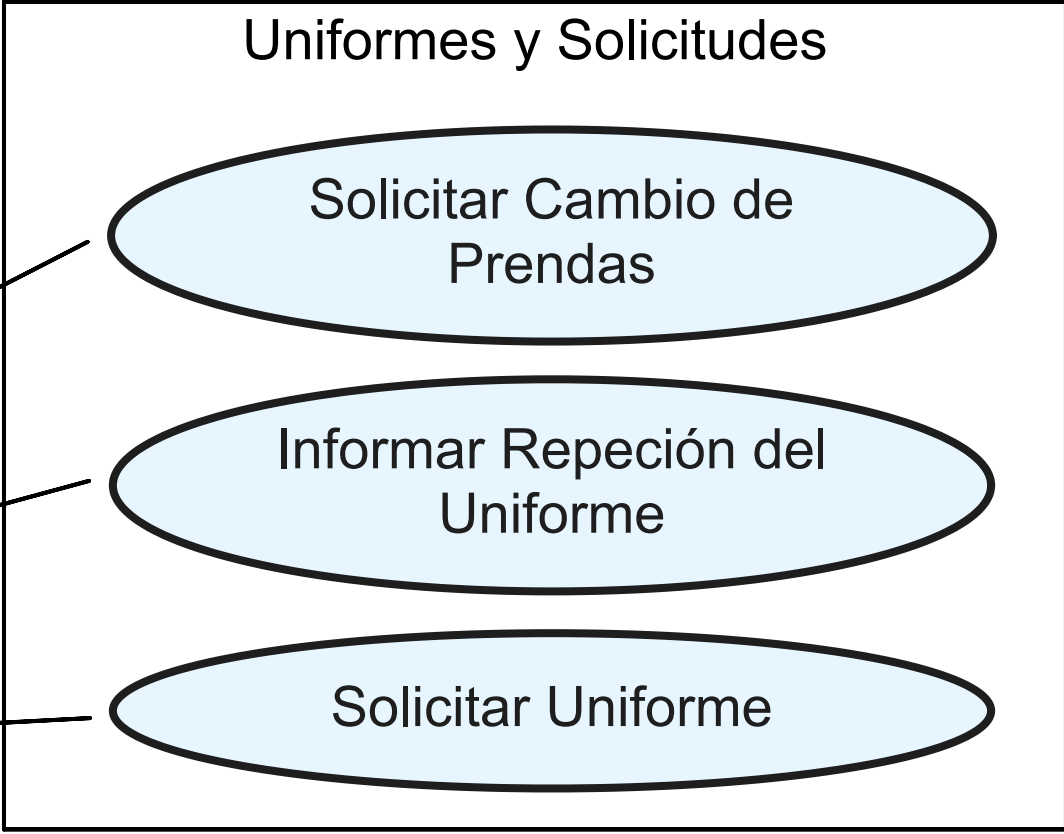 Uniformes y Solicitudes
Solicitar Cambio de
Prendas
Informar Repeción del
Uniforme
Solicitar Uniforme